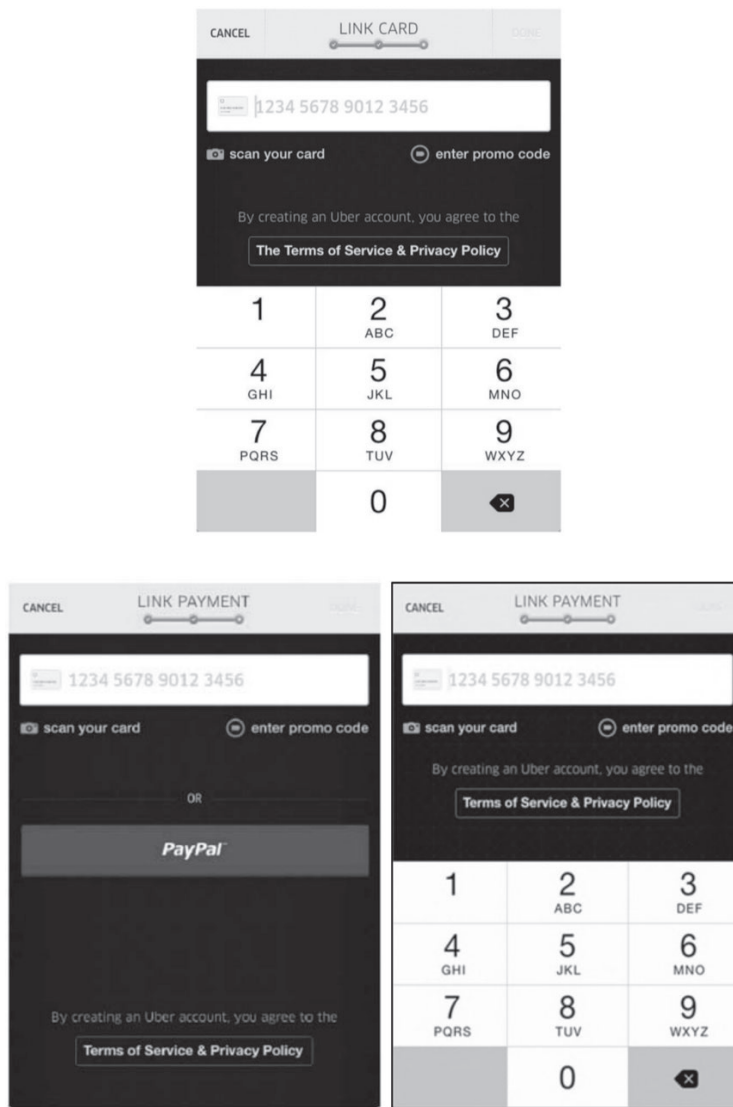 CANCEL LINK CARD DONE
1234 5678 9012 3456
scan your card enter promo code
By creating an Uber account, you agree to the
The Terms of Service & Privacy Policy
1 2 3
ABC DEF
4 5 6
GHI JKL MNO
7 8 9
PQRS TUV WXYZ
0
CANCEL LINK PAYMENT DONE
1234 5678 9012 3456
scan your card enter promo code
OR
PayPal
By creating an Uber account, you agree to the
Terms of Service & Privacy Policy
CANCEL LINK PAYMENT DONE
1234 5678 9012 3456
scan your card enter promo code
By creating an Uber account, you agree to the
Terms of Service & Privacy Policy
1 2 3
ABC DEF
4 5 6
GHI JKL MNO
7 8 9
PQRS TUV WXYZ
0